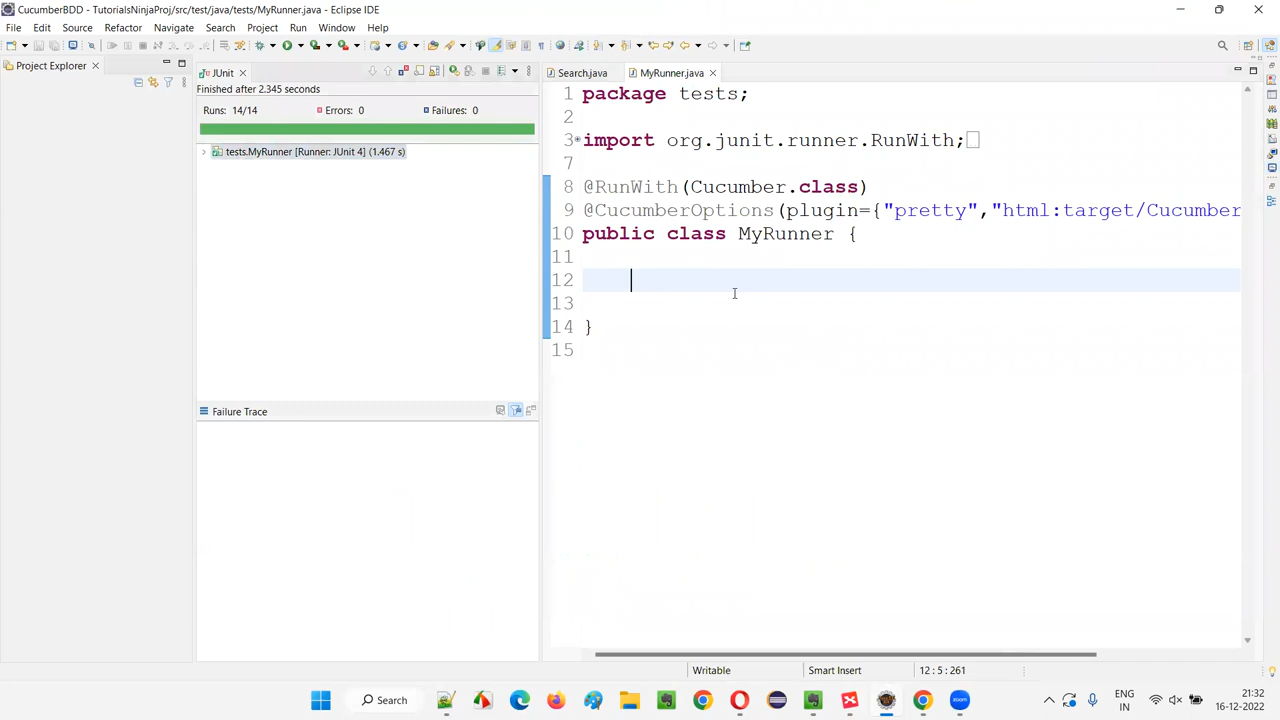 CucumberBDD - TutorialsNinjaProj/src/test/java/tests/MyRunner.java - Eclipse IDE
File Edit Source Refactor Navigate Search Project Run Window Help
Project Explorer
JUnit
Search.java
MyRunner.java
Finished after 2.345 seconds
Runs: 14/14
Errors: 0
Failures: 0
tests.MyRunner [Runner: JUnit 4] (1.467 s)
Failure Trace
1 package tests;
2
3 import org.junit.runner.RunWith;
7
8 @RunWith(Cucumber.class)
9 @CucumberOptions(plugin={"pretty","html:target/Cucumber
10 public class MyRunner {
11
12
13
14 }
15
Writable
Smart Insert
12 : 5 : 261
Search
ENG
IN
21:32
16-12-2022